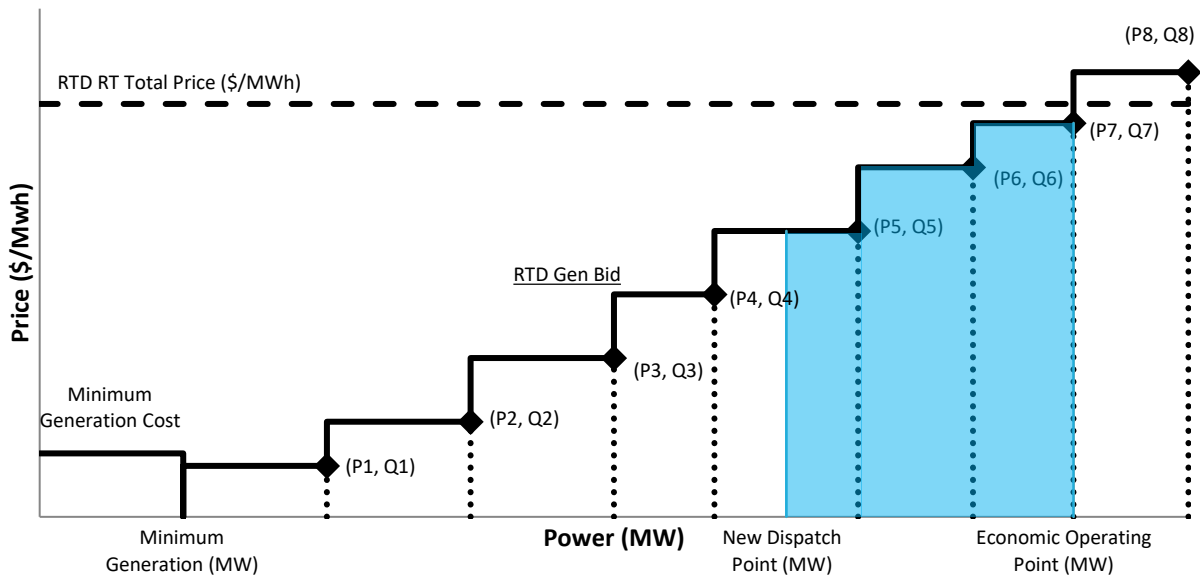 (P8, Q8)
RTD RT Total Price ($/MWh)
(P7, Q7)
(P6, Q6)
(P5, Q5)
RTD Gen Bid
(P4, Q4)
(P3, Q3)
Price ($/Mwh)
Minimum
Generation Cost
(P2, Q2)
(P1, Q1)
Minimum
Generation (MW)
Power (MW)
New Dispatch
Point (MW)
Economic Operating
Point (MW)